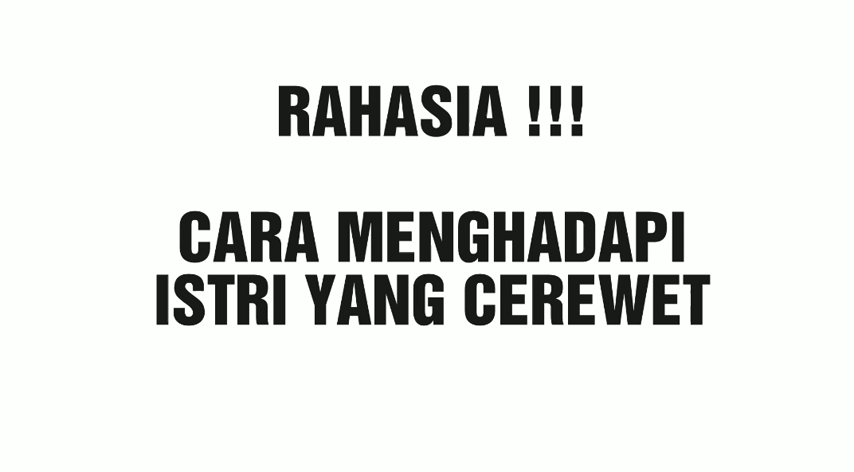 RAHASIA !!!
CARA MENGHADAPI
ISTRI YANG CEREWET